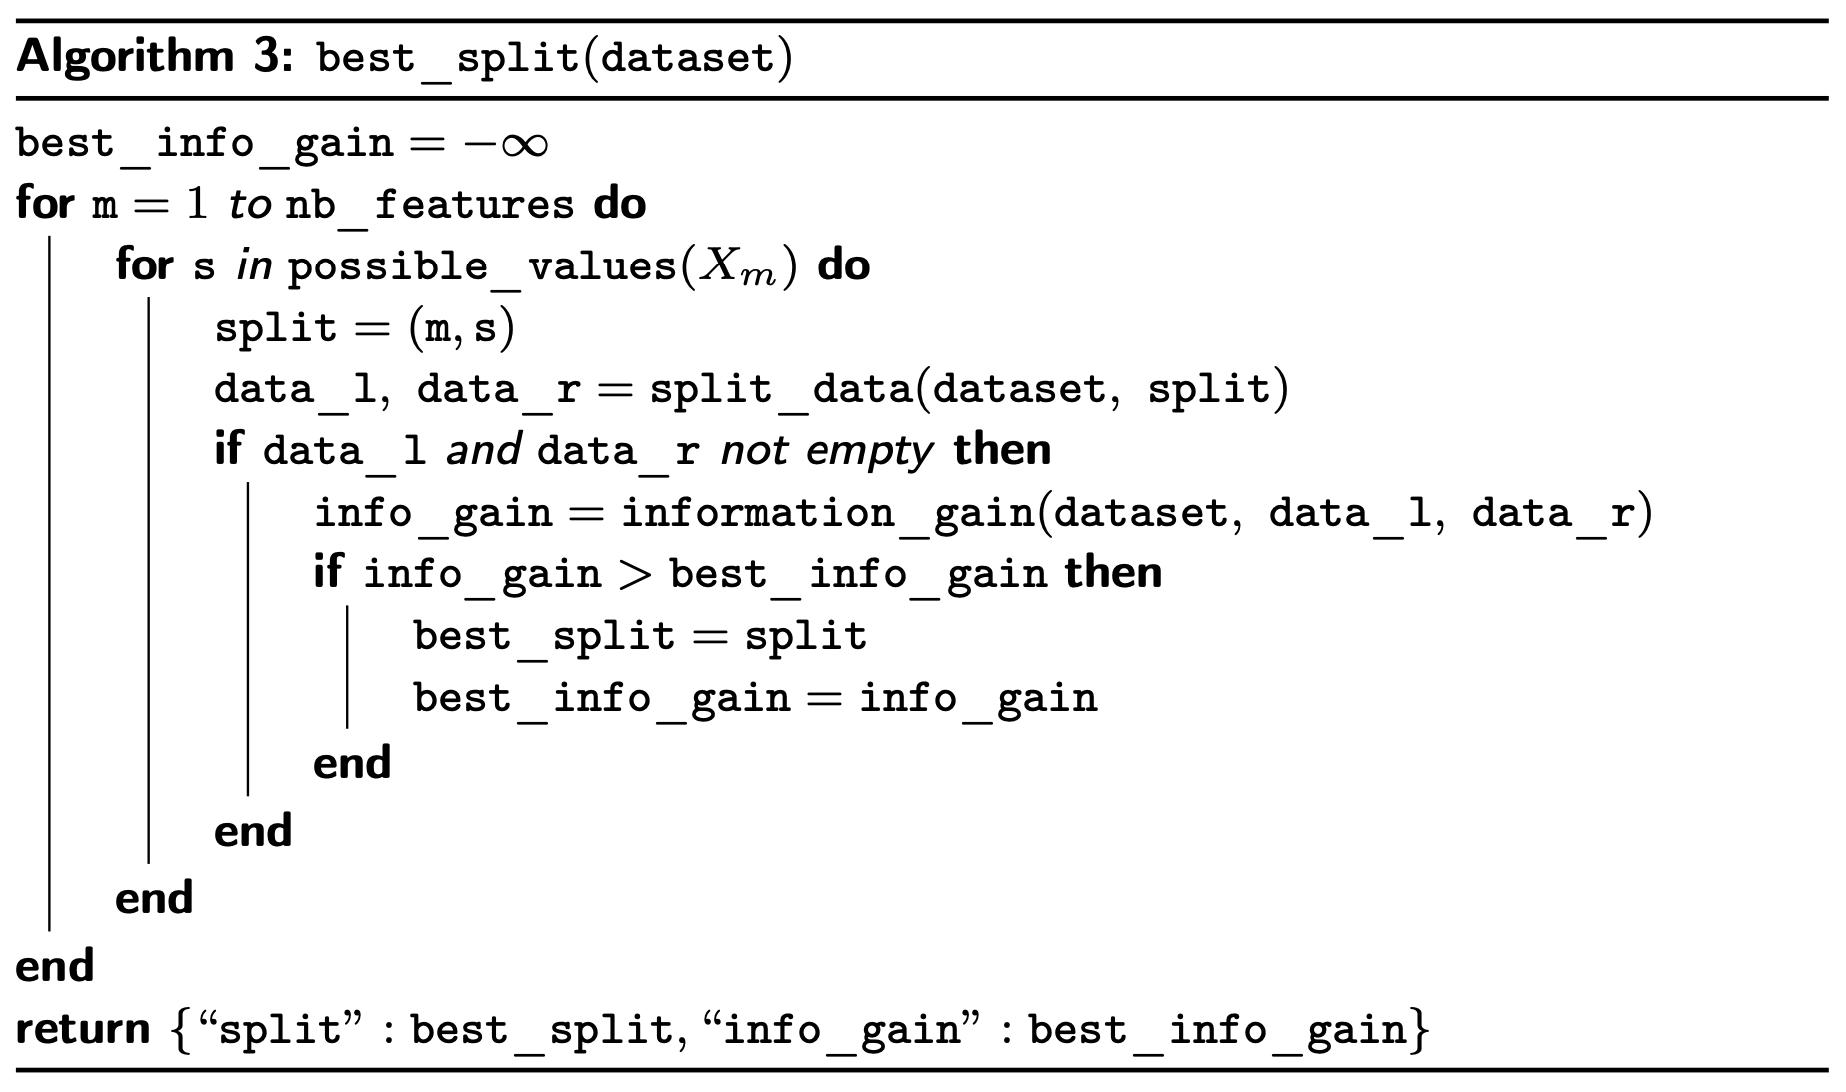 Algorithm 3: best_split(dataset)
best_info_gain = −∞
for m = 1 to nb_features do
for s in possible_values(Xₘ) do
split = (m, s)
data_l, data_r = split_data(dataset, split)
if data_l and data_r not empty then
info_gain = information_gain(dataset, data_l, data_r)
if info_gain > best_info_gain then
best_split = split
best_info_gain = info_gain
end
end
end
end
return {“split” : best_split, “info_gain” : best_info_gain}